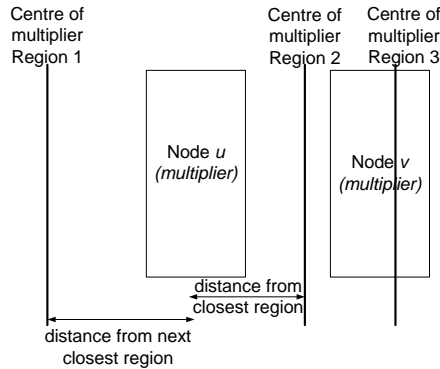 Centre of
multiplier
Region 1
Centre of
multiplier
Region 2
Centre of
multiplier
Region 3
Node u
(multiplier)
Node v
(multiplier)
distance from
closest region
distance from next
closest region